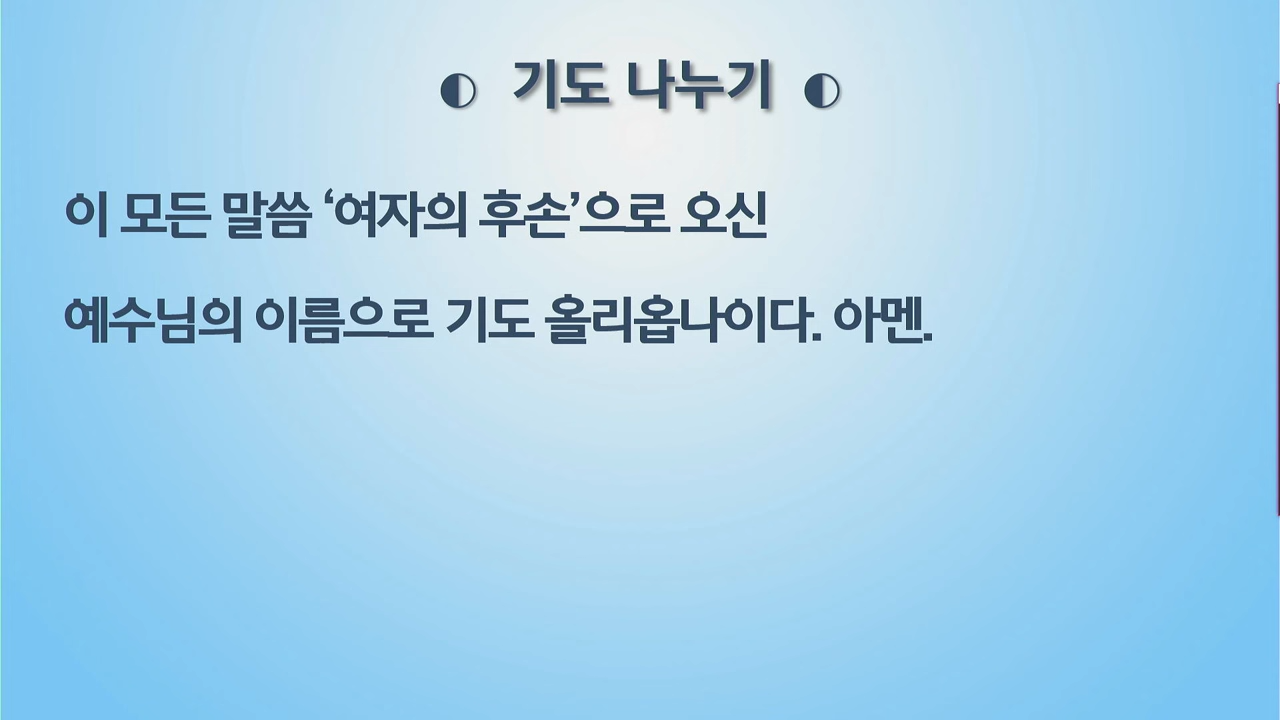 ◐ 기도 나누기 ◐
이 모든 말씀 ‘여자의 후손’으로 오신
예수님의 이름으로 기도 올리옵나이다. 아멘.